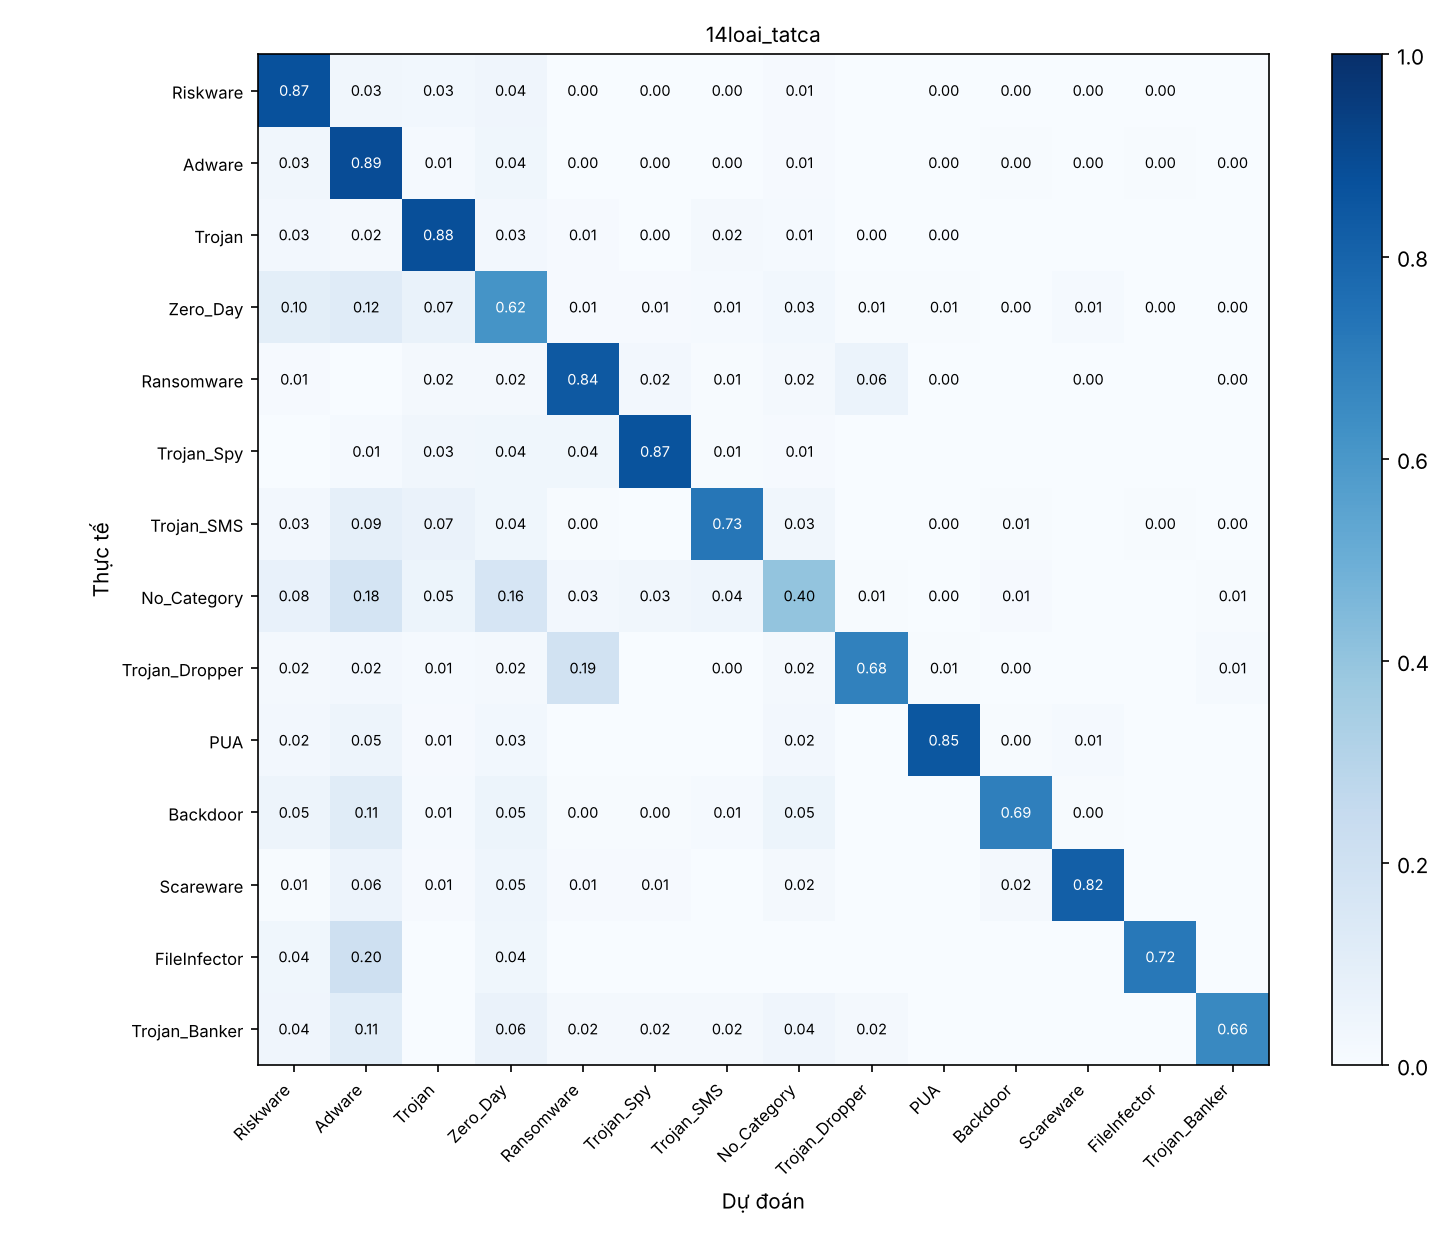 14loai_tatca
Riskware 0.87 0.03 0.03 0.04 0.00 0.00 0.00 0.01 0.00 0.00 0.00 0.00
Adware 0.03 0.89 0.01 0.04 0.00 0.00 0.00 0.01 0.00 0.00 0.00 0.00 0.00
Trojan 0.03 0.02 0.88 0.03 0.01 0.00 0.02 0.01 0.00 0.00
Zero_Day 0.10 0.12 0.07 0.62 0.01 0.01 0.01 0.03 0.01 0.01 0.00 0.01 0.00 0.00
Ransomware 0.01 0.02 0.02 0.84 0.02 0.01 0.02 0.06 0.00 0.00 0.00
Trojan_Spy 0.01 0.03 0.04 0.04 0.87 0.01 0.01
Trojan_SMS 0.03 0.09 0.07 0.04 0.00 0.73 0.03 0.00 0.01 0.00 0.00
No_Category 0.08 0.18 0.05 0.16 0.03 0.03 0.04 0.40 0.01 0.00 0.01 0.01
Trojan_Dropper 0.02 0.02 0.01 0.02 0.19 0.00 0.02 0.68 0.01 0.00 0.01
PUA 0.02 0.05 0.01 0.03 0.02 0.85 0.00 0.01
Backdoor 0.05 0.11 0.01 0.05 0.00 0.00 0.01 0.05 0.69 0.00
Scareware 0.01 0.06 0.01 0.05 0.01 0.01 0.02 0.02 0.82
FileInfector 0.04 0.20 0.04 0.72
Trojan_Banker 0.04 0.11 0.06 0.02 0.02 0.02 0.04 0.02 0.66
Thực tế
Riskware Adware Trojan Zero_Day Ransomware Trojan_Spy Trojan_SMS No_Category Trojan_Dropper PUA Backdoor Scareware FileInfector Trojan_Banker
Dự đoán
1.0
0.8
0.6
0.4
0.2
0.0